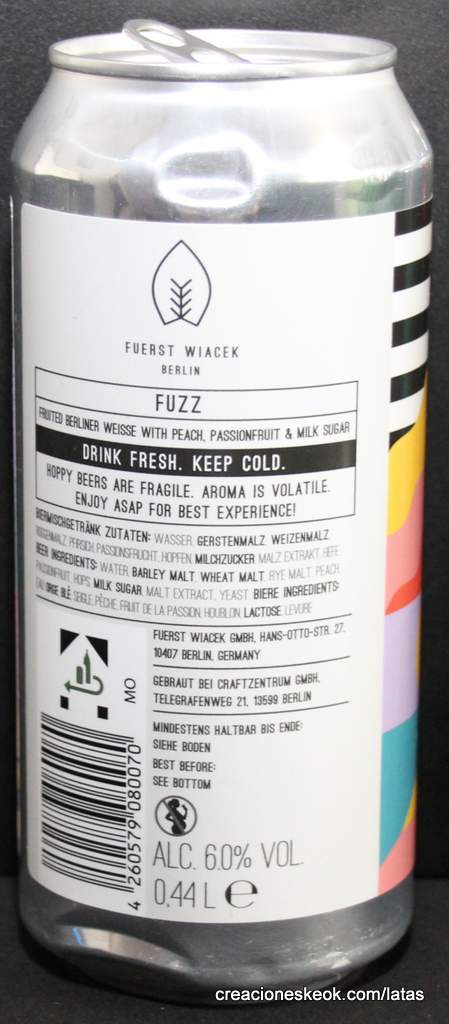 FUERST WIACEK
BERLIN
FUZZ
FRUITED BERLINER WEISSE WITH PEACH, PASSIONFRUIT & MILK SUGAR
DRINK FRESH. KEEP COLD.
HOPPY BEERS ARE FRAGILE. AROMA IS VOLATILE.
ENJOY ASAP FOR BEST EXPERIENCE!
BIERMISCHGETRÄNK ZUTATEN: WASSER, GERSTENMALZ, WEIZENMALZ,
ROGGENMALZ, PFIRSICH, PASSIONSFRUCHT, HOPFEN, MILCHZUCKER, MALZ EXTRAKT, HEFE
BEER INGREDIENTS: WATER, BARLEY MALT, WHEAT MALT, RYE MALT, PEACH,
PASSIONFRUIT, HOPS, MILK SUGAR, MALT EXTRACT, YEAST. BIERE INGREDIENTS:
EAU, ORGE, BLÉ, SEIGLE, PÊCHE, FRUIT DE LA PASSION, HOUBLON, LACTOSE, LEVURE
FUERST WIACEK GMBH, HANS-OTTO-STR. 27,
10407 BERLIN, GERMANY
GEBRAUT BEI CRAFTZENTRUM GMBH,
TELEGRAFENWEG 21, 13599 BERLIN
MO
MINDESTENS HALTBAR BIS ENDE:
SIEHE BODEN
BEST BEFORE:
SEE BOTTOM
4 260579 080070
ALC. 6.0% VOL.
0,44 L e
creacioneskeok.com/latas